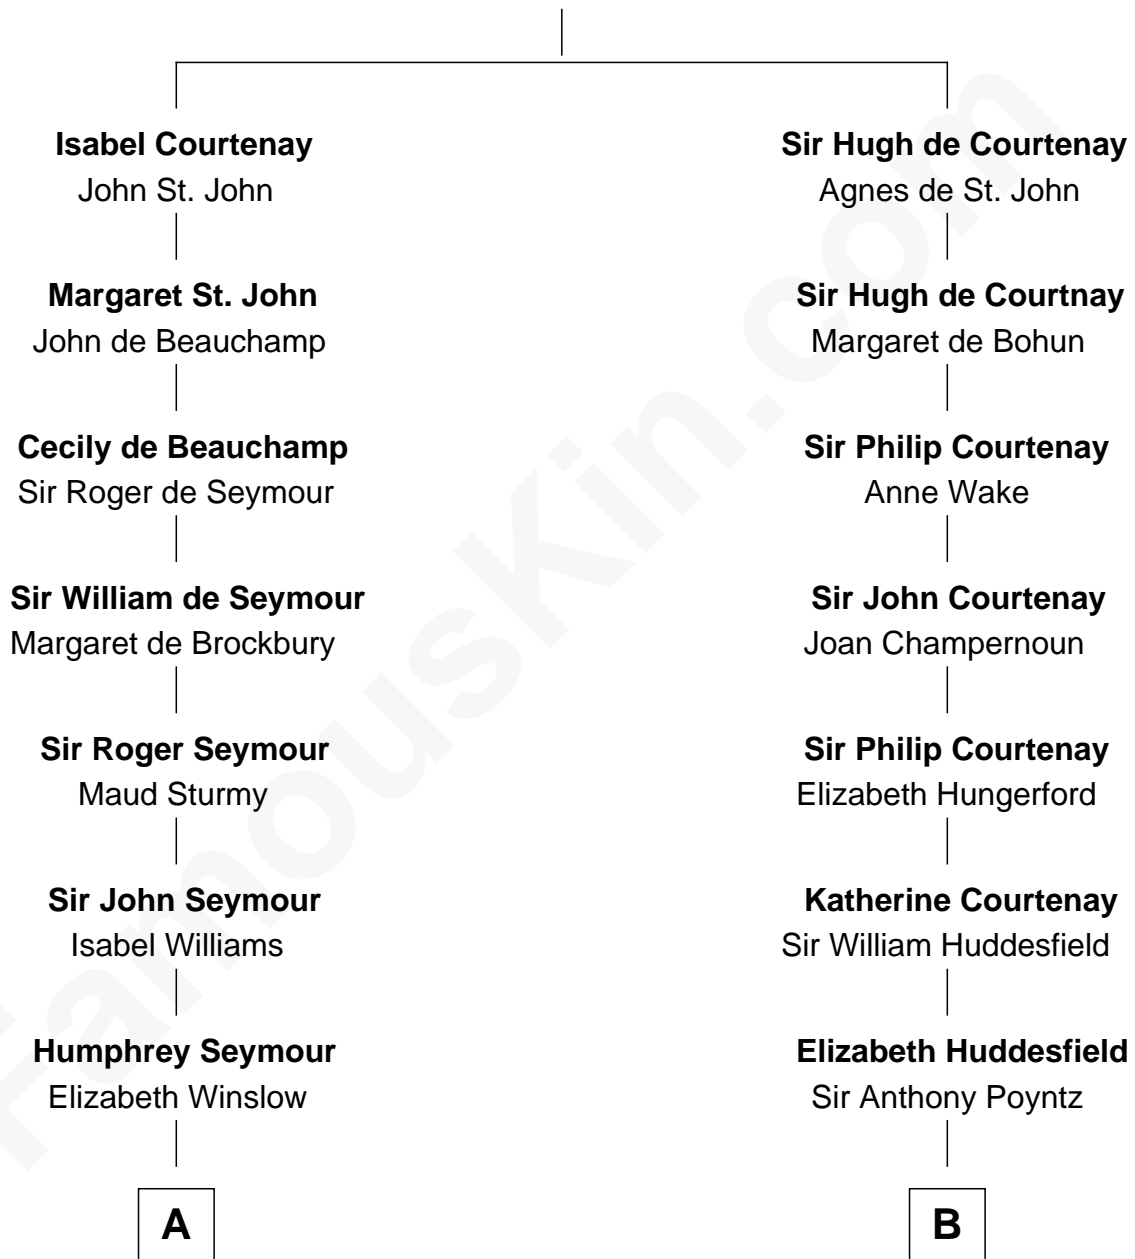 Isabel Courtenay
John St. John
Sir Hugh de Courtenay
Agnes de St. John
Margaret St. John
John de Beauchamp
Sir Hugh de Courtnay
Margaret de Bohun
Cecily de Beauchamp
Sir Roger de Seymour
Sir Philip Courtenay
Anne Wake
Sir William de Seymour
Margaret de Brockbury
Sir John Courtenay
Joan Champernoun
Sir Roger Seymour
Maud Sturmy
Sir Philip Courtenay
Elizabeth Hungerford
Sir John Seymour
Isabel Williams
Katherine Courtenay
Sir William Huddesfield
Humphrey Seymour
Elizabeth Winslow
Elizabeth Huddesfield
Sir Anthony Poyntz
A
B
FamousKin.com